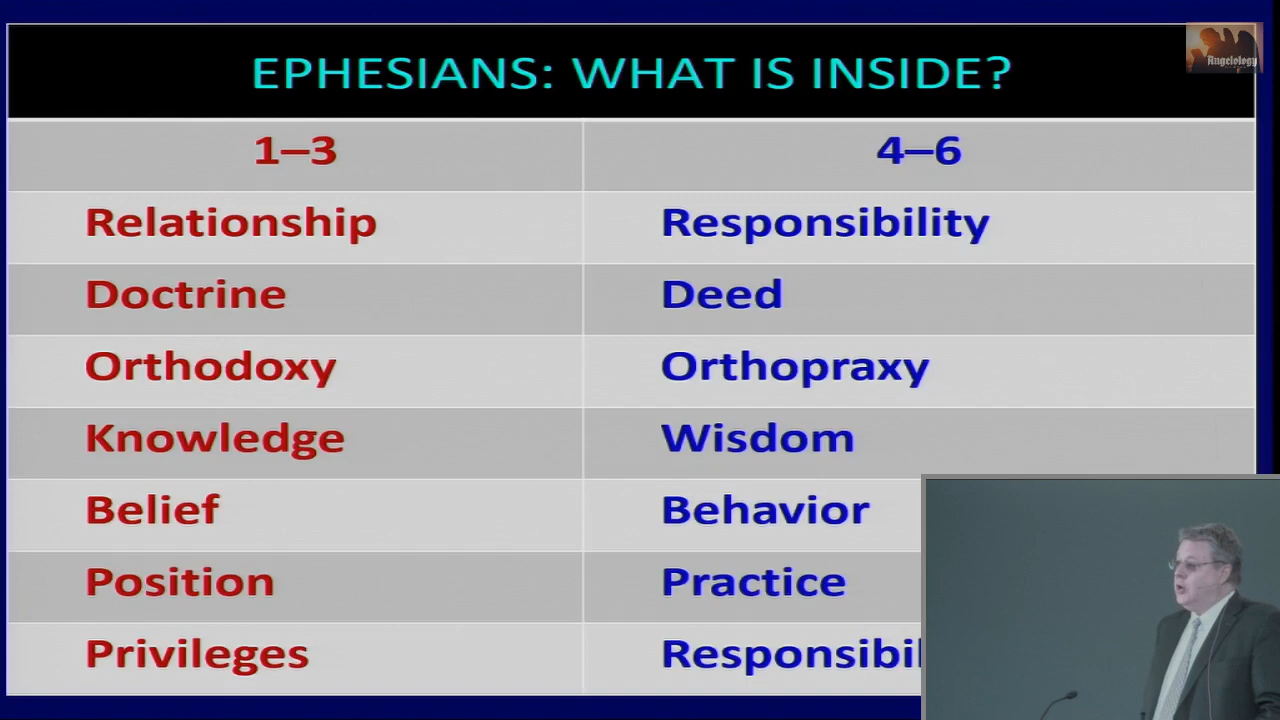 EPHESIANS: WHAT IS INSIDE?
Angelology
1–3 4–6
Relationship Responsibility
Doctrine Deed
Orthodoxy Orthopraxy
Knowledge Wisdom
Belief Behavior
Position Practice
Privileges Responsibil